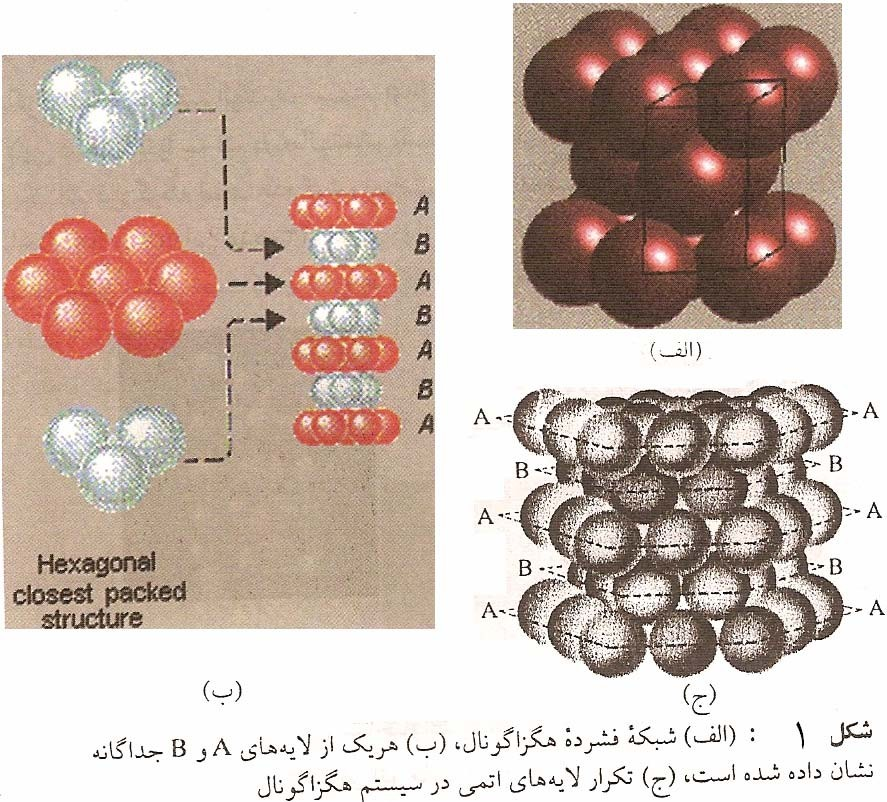 A
B
A
B
A
B
A
Hexagonal
closest packed
structure
(ب)
(الف)
A A
B B
A A
B B
A A
(ج)
شکل ۱ : (الف) شبکهٔ فشردهٔ هگزاگونال، (ب) هریک از لایه‌های A و B جداگانه
نشان داده شده است، (ج) تکرار لایه‌های اتمی در سیستم هگزاگونال